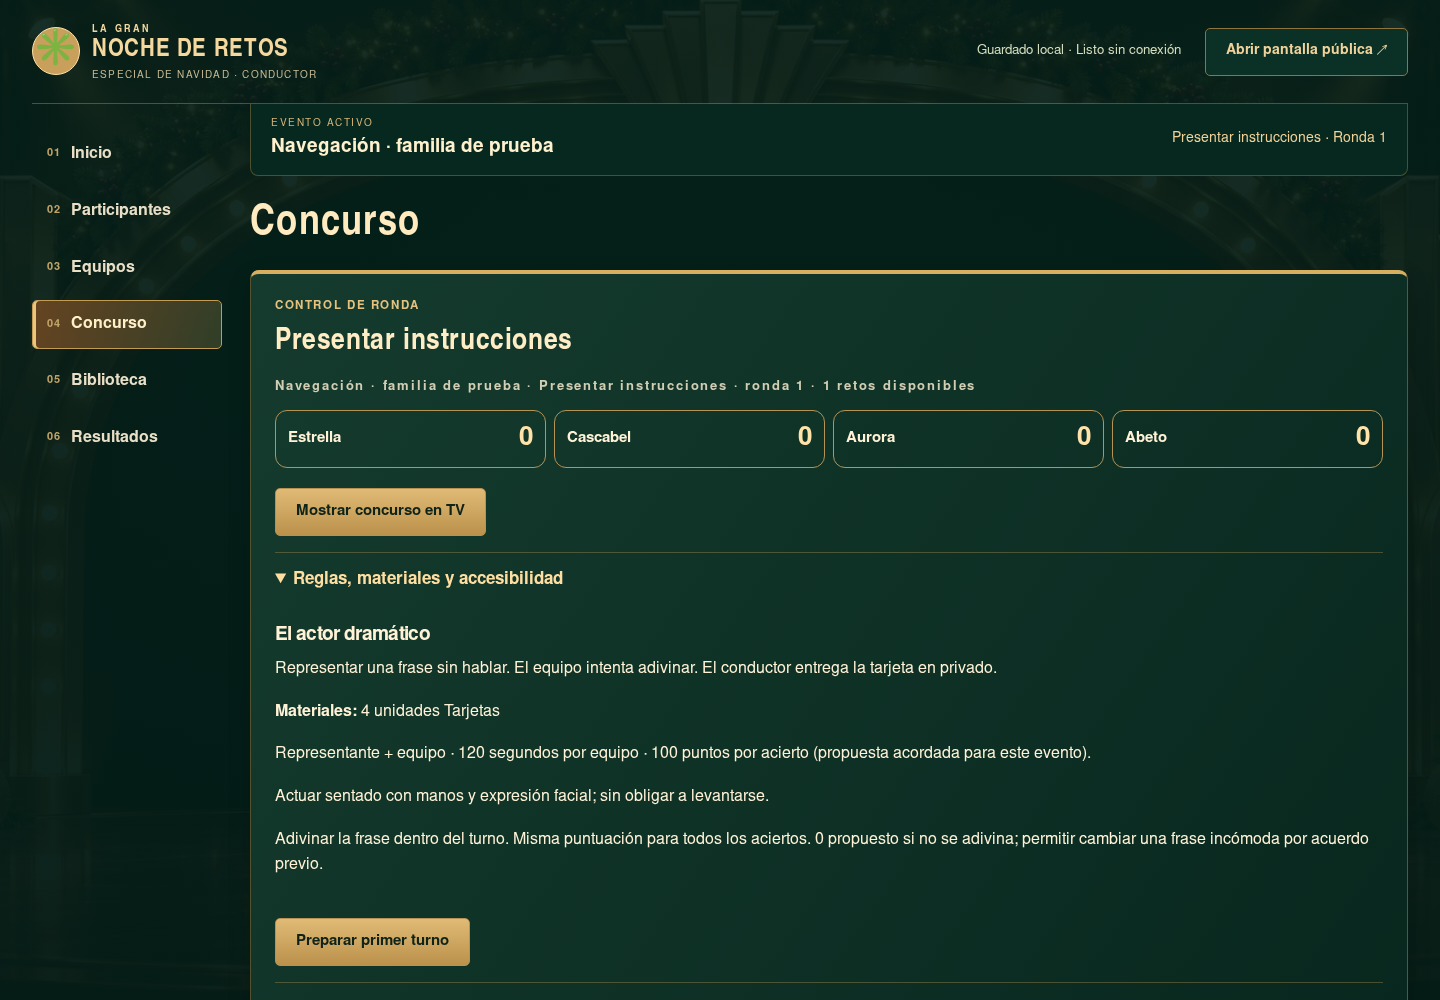 LA GRAN
NOCHE DE RETOS
ESPECIAL DE NAVIDAD · CONDUCTOR
Guardado local · Listo sin conexión
Abrir pantalla pública ↗
01 Inicio
02 Participantes
03 Equipos
04 Concurso
05 Biblioteca
06 Resultados
EVENTO ACTIVO
Navegación · familia de prueba
Presentar instrucciones · Ronda 1
Concurso
CONTROL DE RONDA
Presentar instrucciones
Navegación · familia de prueba · Presentar instrucciones · ronda 1 · 1 retos disponibles
Estrella 0
Cascabel 0
Aurora 0
Abeto 0
Mostrar concurso en TV
▼ Reglas, materiales y accesibilidad
El actor dramático
Representar una frase sin hablar. El equipo intenta adivinar. El conductor entrega la tarjeta en privado.
Materiales: 4 unidades Tarjetas
Representante + equipo · 120 segundos por equipo · 100 puntos por acierto (propuesta acordada para este evento).
Actuar sentado con manos y expresión facial; sin obligar a levantarse.
Adivinar la frase dentro del turno. Misma puntuación para todos los aciertos. 0 propuesto si no se adivina; permitir cambiar una frase incómoda por acuerdo
previo.
Preparar primer turno